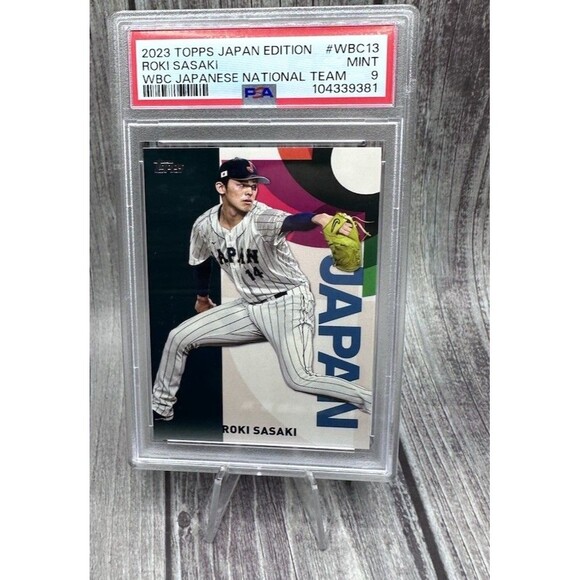 2023 TOPPS JAPAN EDITION #WBC13
ROKI SASAKi MINT
WBC JAPANESE NATIONAL TEAM 9
PSA 104339381
TOPPS
JAPAN
14
JAPAN
ROKI SASAKI